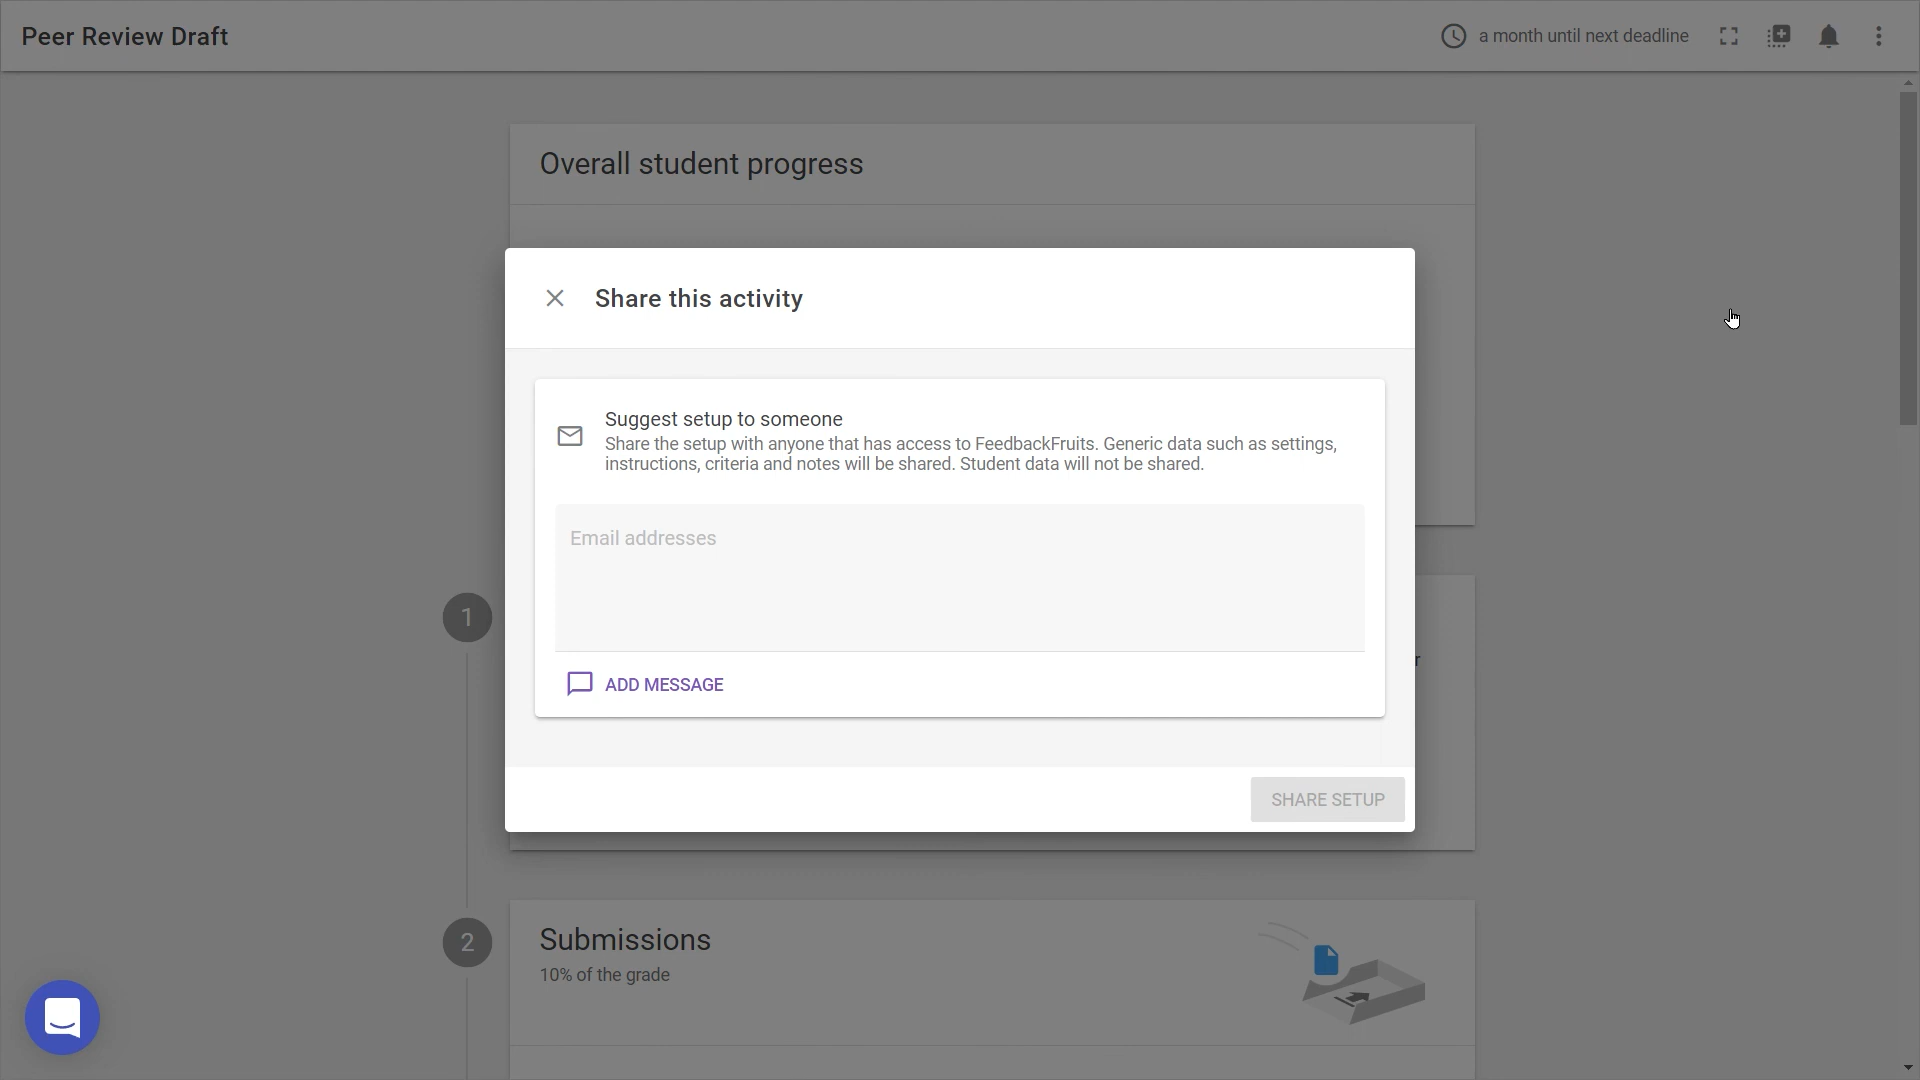 Peer Review Draft
a month until next deadline
Overall student progress
Share this activity
Suggest setup to someone
Share the setup with anyone that has access to FeedbackFruits. Generic data such as settings,
instructions, criteria and notes will be shared. Student data will not be shared.
Email addresses
1
r
ADD MESSAGE
SHARE SETUP
2
Submissions
10% of the grade